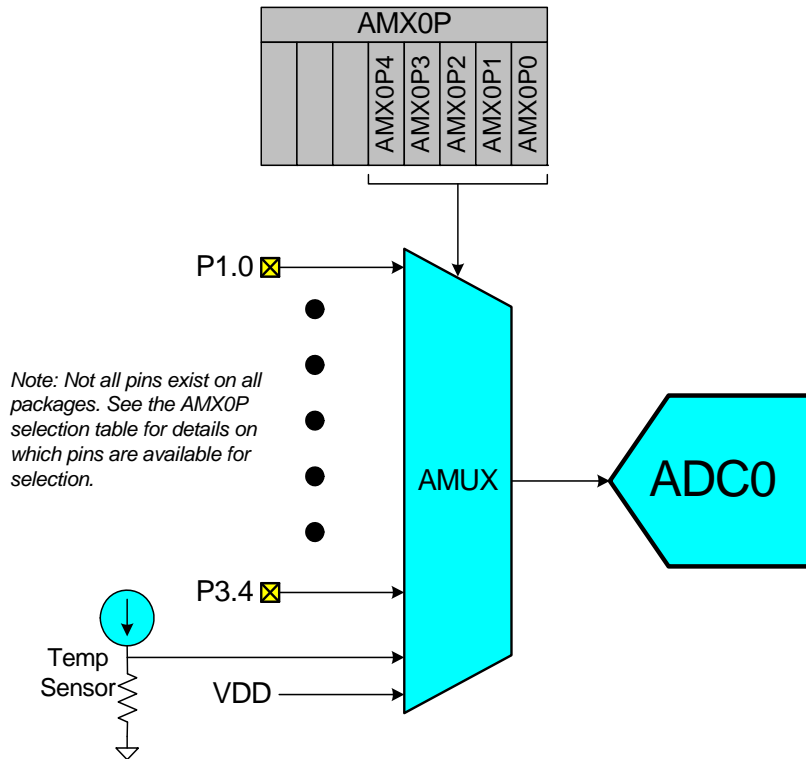 AMX0P
AMX0P4
AMX0P3
AMX0P2
AMX0P1
AMX0P0
P1.0
Note: Not all pins exist on all
packages. See the AMX0P
selection table for details on
which pins are available for
selection.
AMUX
ADC0
P3.4
Temp
Sensor
VDD